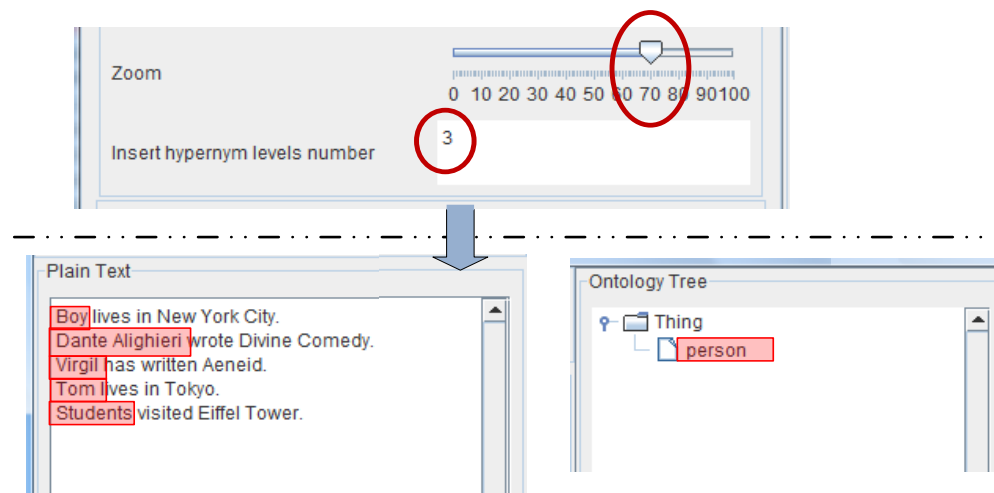 Zoom
0 10 20 30 40 50 60 70 80 90100
Insert hypernym levels number
3
Plain Text
Boy lives in New York City.
Dante Alighieri wrote Divine Comedy.
Virgil has written Aeneid.
Tom lives in Tokyo.
Students visited Eiffel Tower.
Ontology Tree
Thing
person